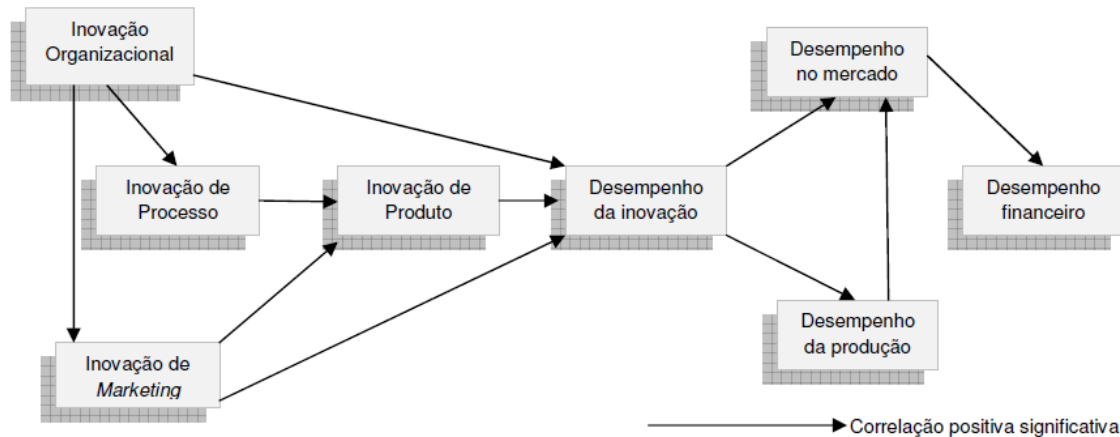 Inovação
Organizacional
Desempenho
no mercado
Inovação de
Processo
Inovação de
Produto
Desempenho
da inovação
Desempenho
financeiro
Desempenho
da produção
Inovação de
Marketing
Correlação positiva significativa